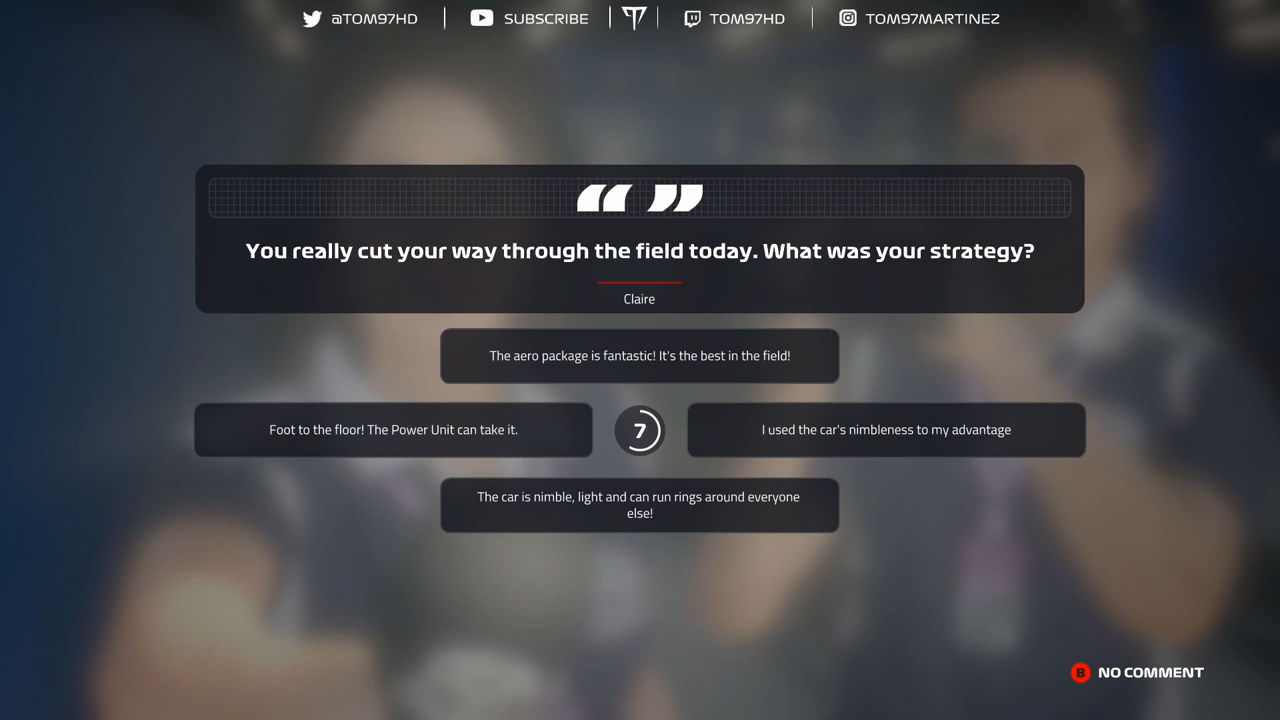 @TOM97HD
SUBSCRIBE
TOM97HD
TOM97MARTINEZ
“ ”
You really cut your way through the field today. What was your strategy?
Claire
The aero package is fantastic! It's the best in the field!
Foot to the floor! The Power Unit can take it.
7
I used the car's nimbleness to my advantage
The car is nimble, light and can run rings around everyone
else!
B NO COMMENT